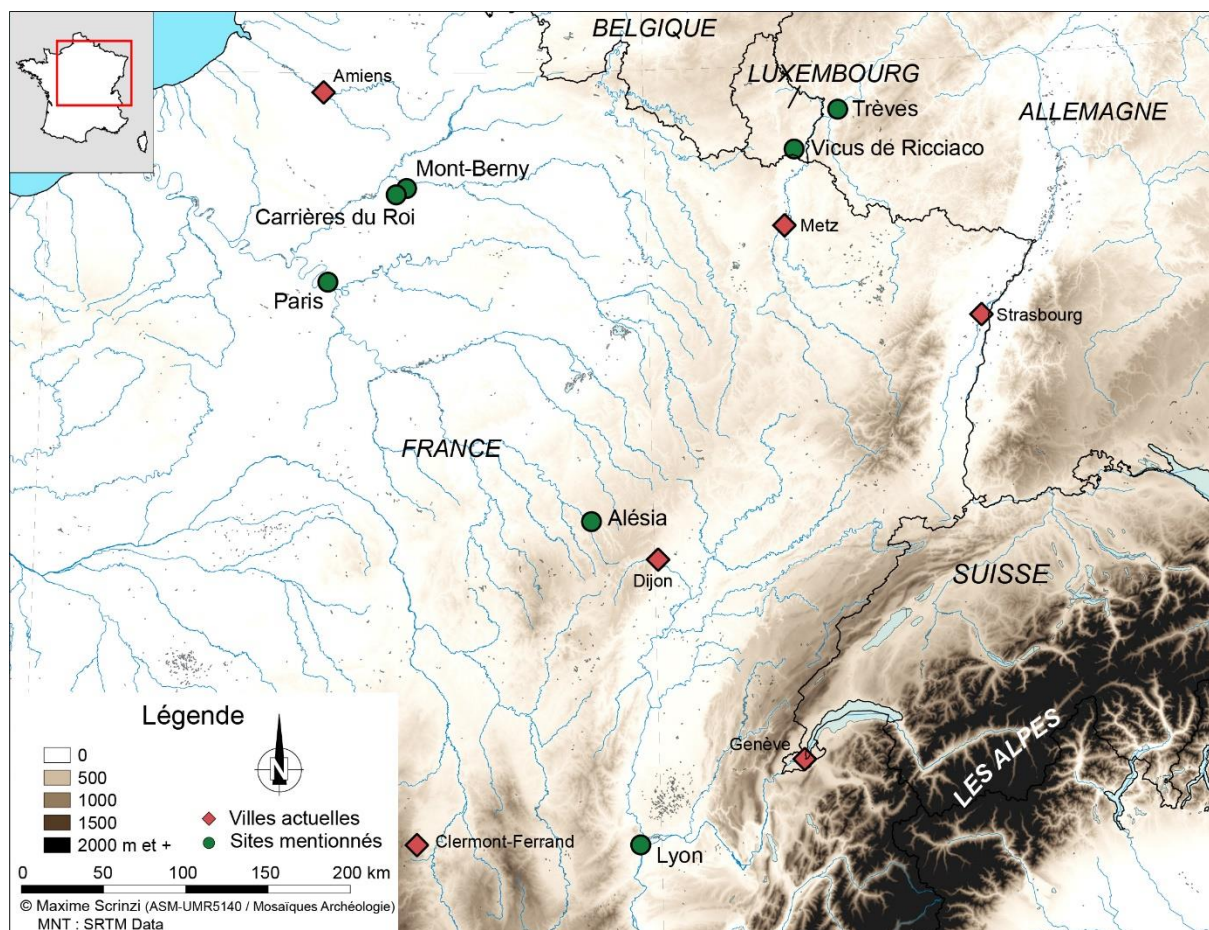 BELGIQUE
Amiens
LUXEMBOURG
Trèves
ALLEMAGNE
Vicus de Ricciaco
Mont-Berny
Carrières du Roi
Metz
Paris
Strasbourg
FRANCE
Alésia
Dijon
SUISSE
Genève
LES ALPES
Clermont-Ferrand
Lyon
Légende
0
500
1000
1500
2000 m et +
N
Villes actuelles
Sites mentionnés
0 50 100 150 200 km
© Maxime Scrinzi (ASM-UMR5140 / Mosaïques Archéologie)
MNT : SRTM Data